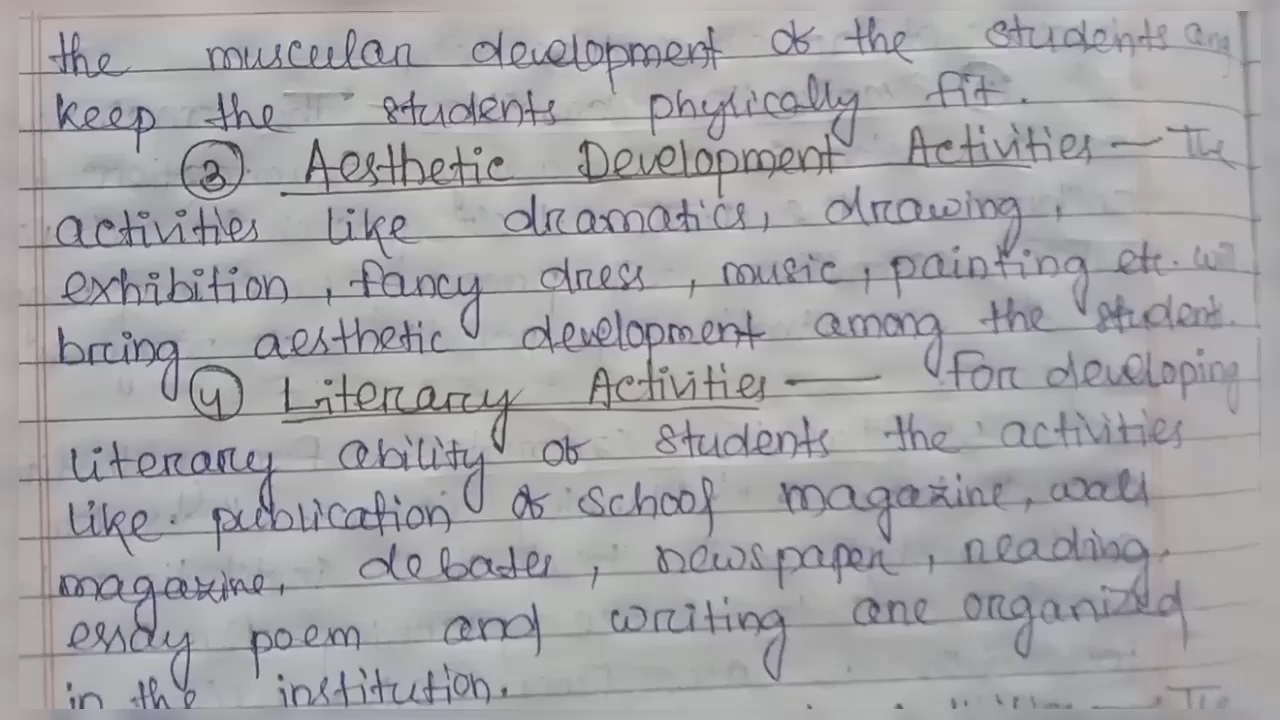 the muscular development of the students and
keep the students physically fit.
③ Aesthetic Development Activities — The
activities like dramatics, drawing,
exhibition, fancy dress, music, painting etc. wi
bring aesthetic development among the student
④ Literary Activities — For developing
literary ability of students the activities
like publication of school magazine, wall
magazine, debates, newspaper, reading
essay poem and writing are organized
in the institution.